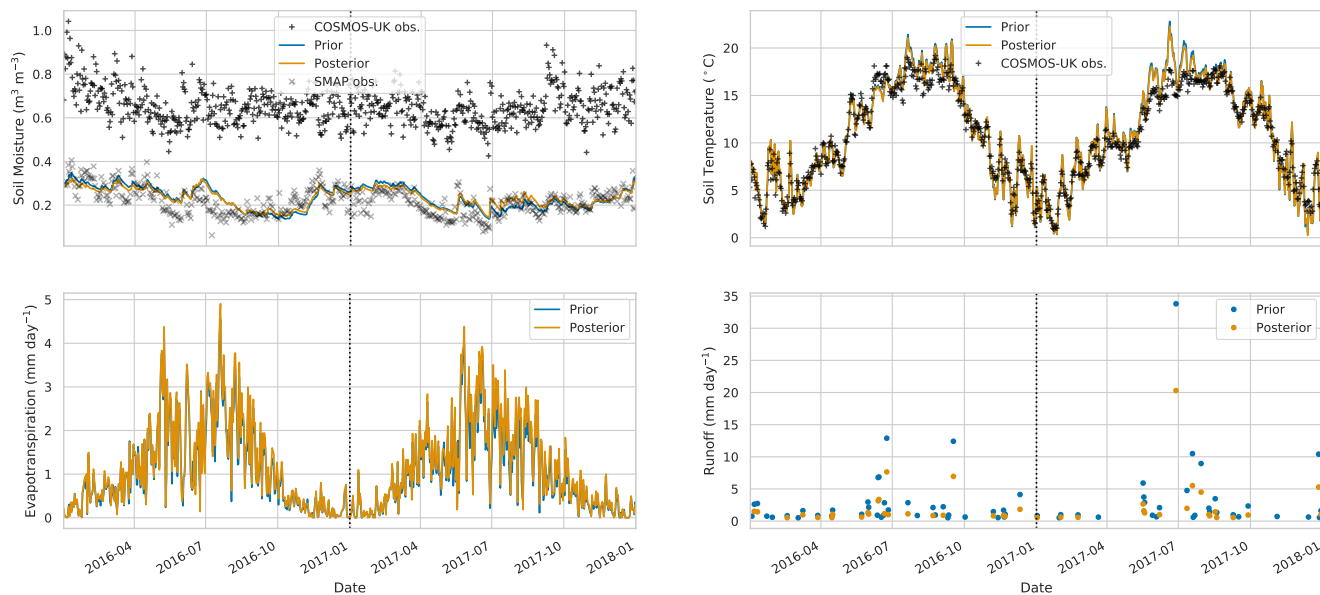 1.0
0.8
0.6
0.4
0.2
Soil Moisture (m³ m⁻³)
COSMOS-UK obs.
Prior
Posterior
SMAP obs.
20
15
10
5
0
Soil Temperature (°C)
Prior
Posterior
COSMOS-UK obs.
5
4
3
2
1
0
Evapotranspiration (mm day⁻¹)
Prior
Posterior
2016-04
2016-07
2016-10
2017-01
2017-04
2017-07
2017-10
2018-01
Date
35
30
25
20
15
10
5
0
Runoff (mm day⁻¹)
Prior
Posterior
2016-04
2016-07
2016-10
2017-01
2017-04
2017-07
2017-10
2018-01
Date